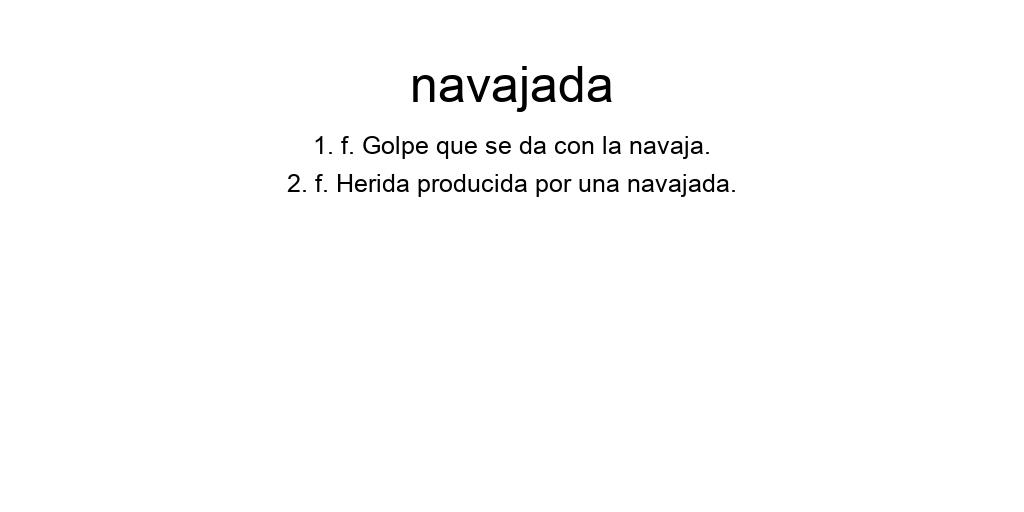 navajada
1. f. Golpe que se da con la navaja.
2. f. Herida producida por una navajada.